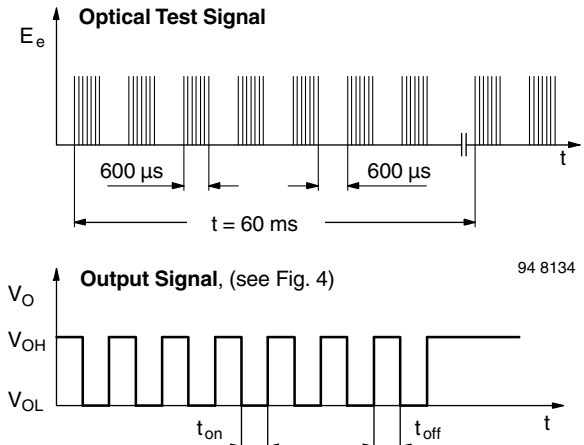 Optical Test Signal
E e
600 µs 600 µs
t
t = 60 ms
94 8134
Output Signal, (see Fig. 4)
V O
V OH
V OL
t on t off t